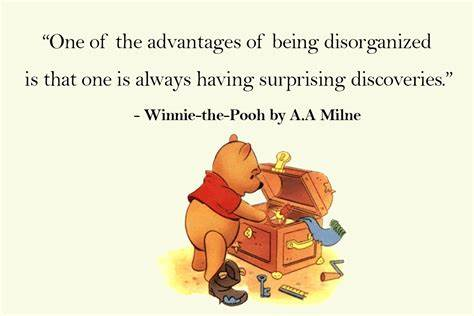 “One of the advantages of being disorganized
is that one is always having surprising discoveries.”
- Winnie-the-Pooh by A.A Milne